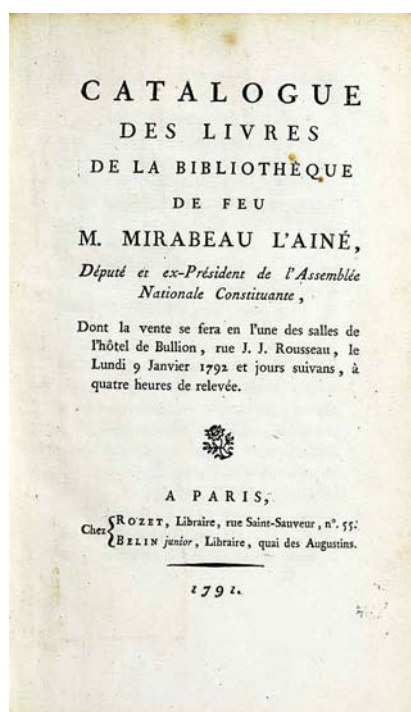 CATALOGUE
DES LIVRES
DE LA BIBLIOTHÈQUE
DE FEU
M. MIRABEAU L'AINÉ,
Député et ex-Président de l'Assemblée
Nationale Constituante,
Dont la vente se fera en l'une des salles de
l'hôtel de Bullion, rue J. J. Rousseau, le
Lundi 9 Janvier 1792 et jours suivans, à
quatre heures de relevée.
A PARIS,
Chez { ROZET, Libraire, rue Saint-Sauveur, n°. 55.
BELIN junior, Libraire, quai des Augustins.
1791.